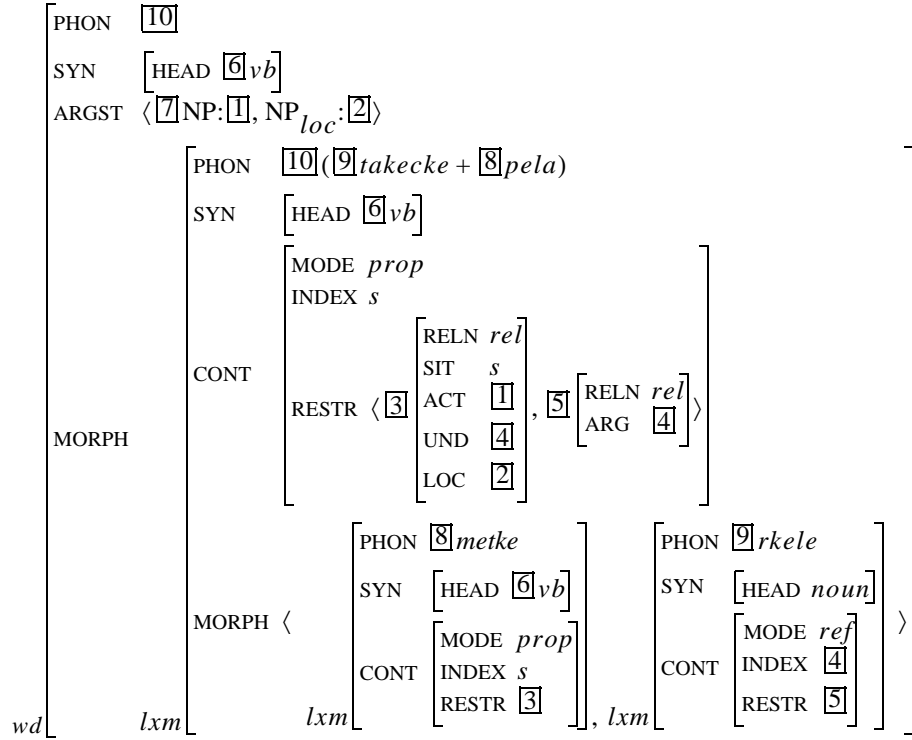 PHON 10
SYN [HEAD 6 vb]
ARGST ⟨ 7 NP: 1, NP_loc: 2 ⟩
PHON 10 ( 9 takecke + 8 pela)
SYN [HEAD 6 vb]
MODE prop
INDEX s
RELN rel
SIT s
CONT
ACT 1
RESTR ⟨ 3 , 5 RELN rel
ARG 4 ⟩
UND 4
MORPH
LOC 2
PHON 8 metke PHON 9 rkele
SYN [HEAD 6 vb] SYN [HEAD noun]
MORPH ⟨ ⟩
MODE prop MODE ref
CONT INDEX s CONT INDEX 4
RESTR 3 RESTR 5
wd lxm lxm , lxm